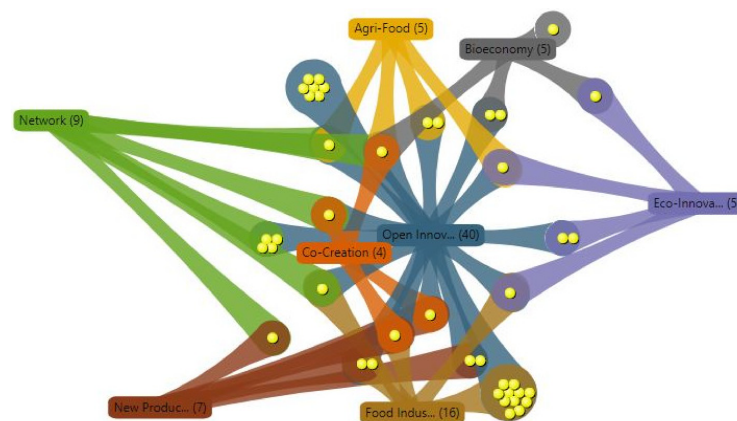 Agri-Food (5)
Bioeconomy (5)
Network (9)
Eco-Innova... (5
Open Innov... (40)
Co-Creation (4)
New Produc... (7)
Food Indus... (16)